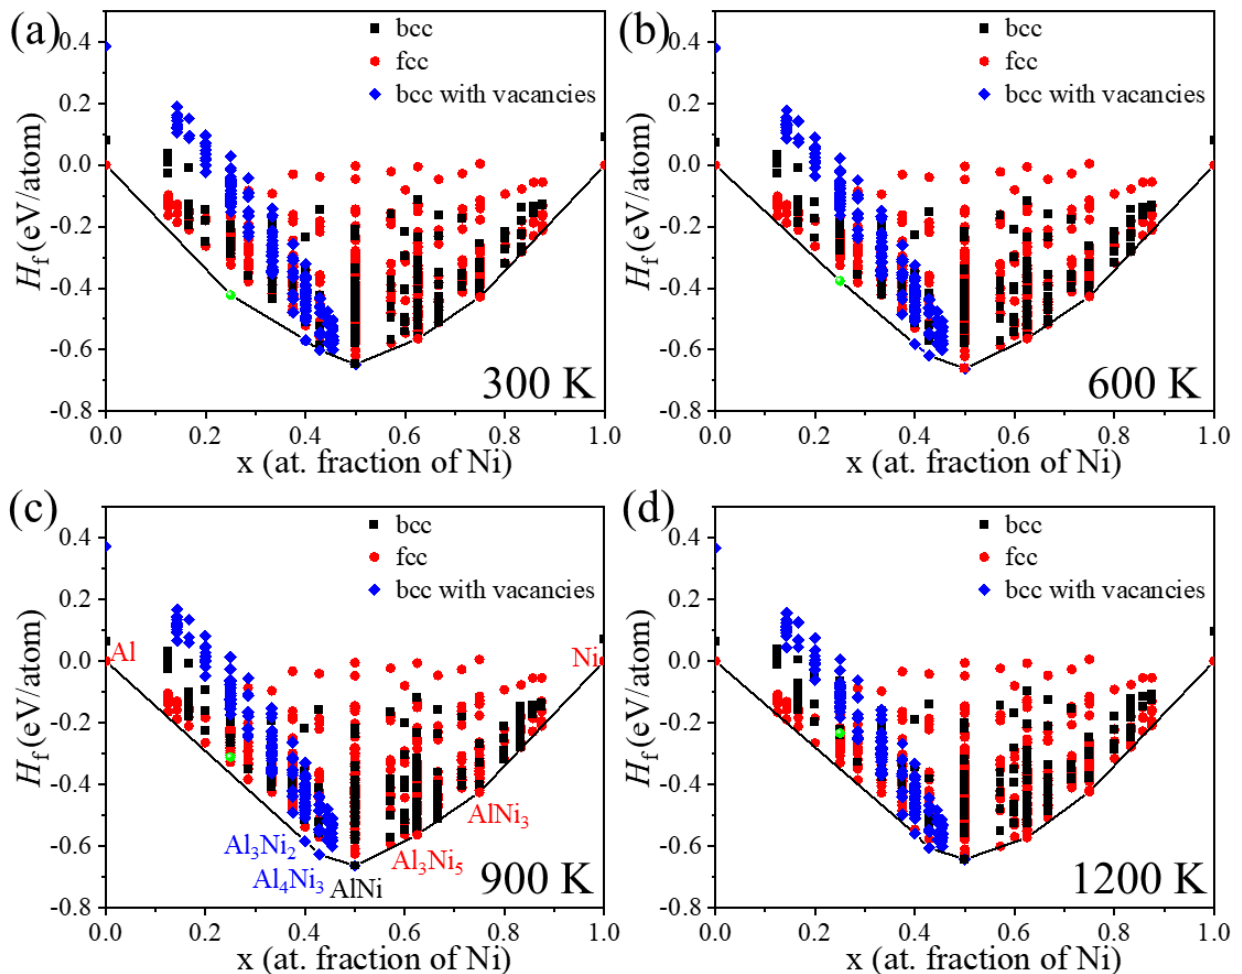 (a)
bcc
fcc
bcc with vacancies
0.4
0.2
0.0
-0.2
-0.4
-0.6
-0.8
H_f (eV/atom)
300 K
0.0 0.2 0.4 0.6 0.8 1.0
x (at. fraction of Ni)
(b)
bcc
fcc
bcc with vacancies
0.4
0.2
0.0
-0.2
-0.4
-0.6
-0.8
H_f (eV/atom)
600 K
0.0 0.2 0.4 0.6 0.8 1.0
x (at. fraction of Ni)
(c)
bcc
fcc
bcc with vacancies
0.4
0.2
0.0
-0.2
-0.4
-0.6
-0.8
H_f (eV/atom)
Al
Ni
AlNi₃
Al₃Ni₂
Al₃Ni₅
Al₄Ni₃
AlNi
900 K
0.0 0.2 0.4 0.6 0.8 1.0
x (at. fraction of Ni)
(d)
bcc
fcc
bcc with vacancies
0.4
0.2
0.0
-0.2
-0.4
-0.6
-0.8
H_f (eV/atom)
1200 K
0.0 0.2 0.4 0.6 0.8 1.0
x (at. fraction of Ni)